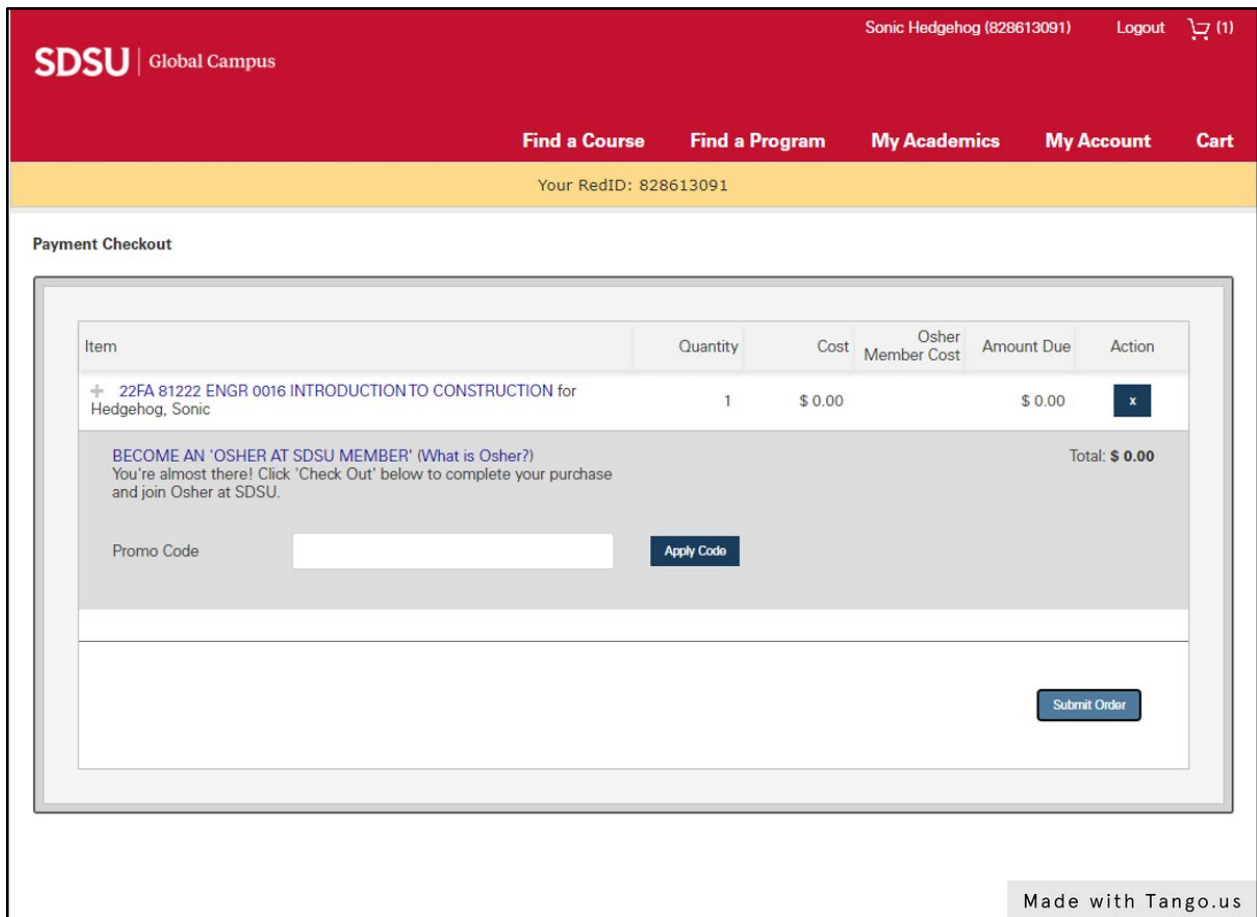 Sonic Hedgehog (828613091) Logout (1)
SDSU Global Campus
Find a Course Find a Program My Academics My Account Cart
Your RedID: 828613091
Payment Checkout
Item Quantity Cost Osher Member Cost Amount Due Action
22FA 81222 ENGR 0016 INTRODUCTION TO CONSTRUCTION for
Hedgehog, Sonic 1 $ 0.00 $ 0.00 x
BECOME AN 'OSHER AT SDSU MEMBER' (What is Osher?) Total: $ 0.00
You're almost there! Click 'Check Out' below to complete your purchase
and join Osher at SDSU.
Promo Code Apply Code
Submit Order
Made with Tango.us